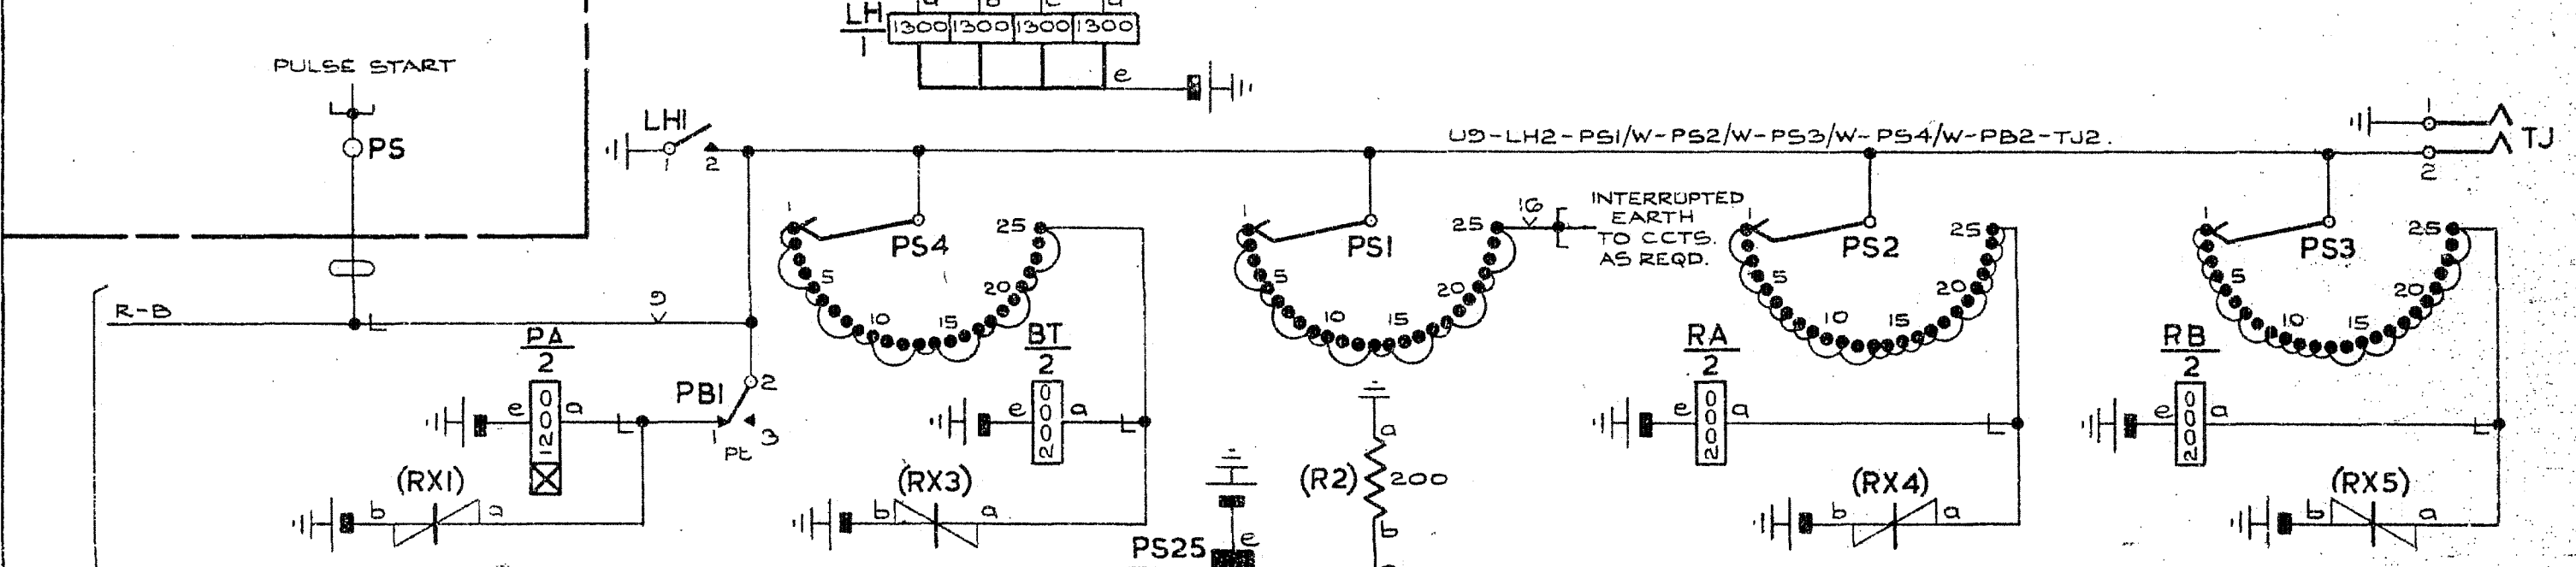 LH
1
1300 1300 1300 1300
e
PULSE START
PS
LH1
1 2
U9-LH2-PS1/W-PS2/W-PS3/W-PS4/W-PB2-TJ2.
1
TJ
2
1 5 10 15 20 25
PS4
1 5 10 15 20 25
PS1
16
INTERRUPTED
EARTH
TO CCTS.
AS REQD.
1 5 10 15 20 25
PS2
1 5 10 15 20 25
PS3
R-B
9
PA
2
e a
PB1
2
1 3
Pt
BT
2
e a
RA
2
e a
RB
2
e a
(RX1)
b a
(RX3)
b a
PS25
e
(R2)
a
200
b
(RX4)
b a
(RX5)
b a